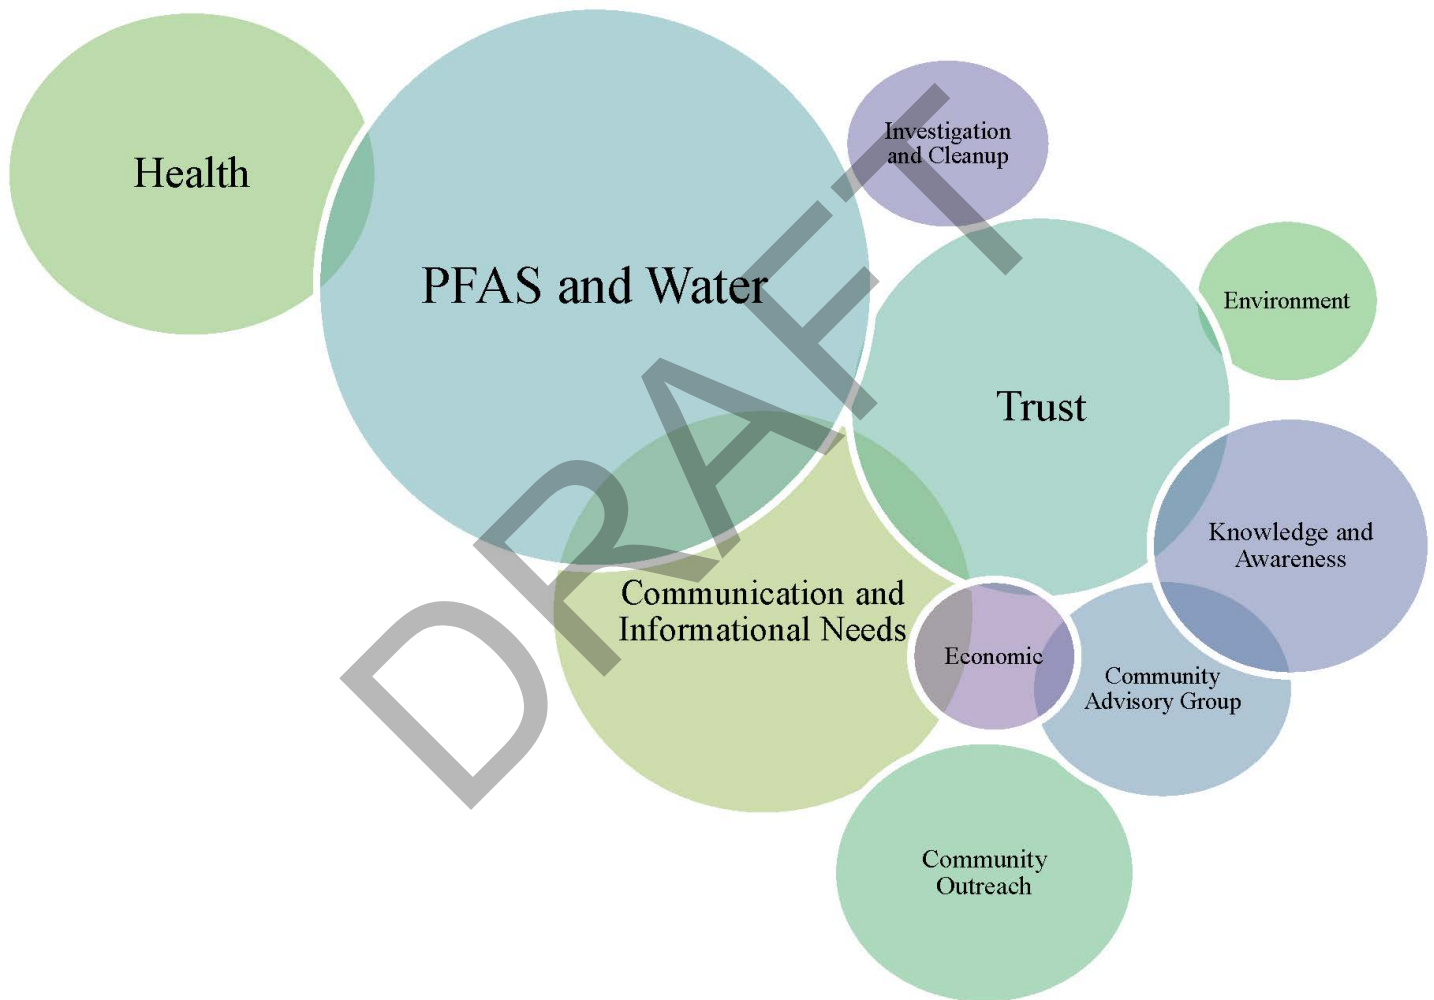 Health
PFAS and Water
Investigation
and Cleanup
Environment
Trust
Knowledge and
Awareness
Communication and
Informational Needs
Economic
Community
Advisory Group
Community
Outreach
DRAFT